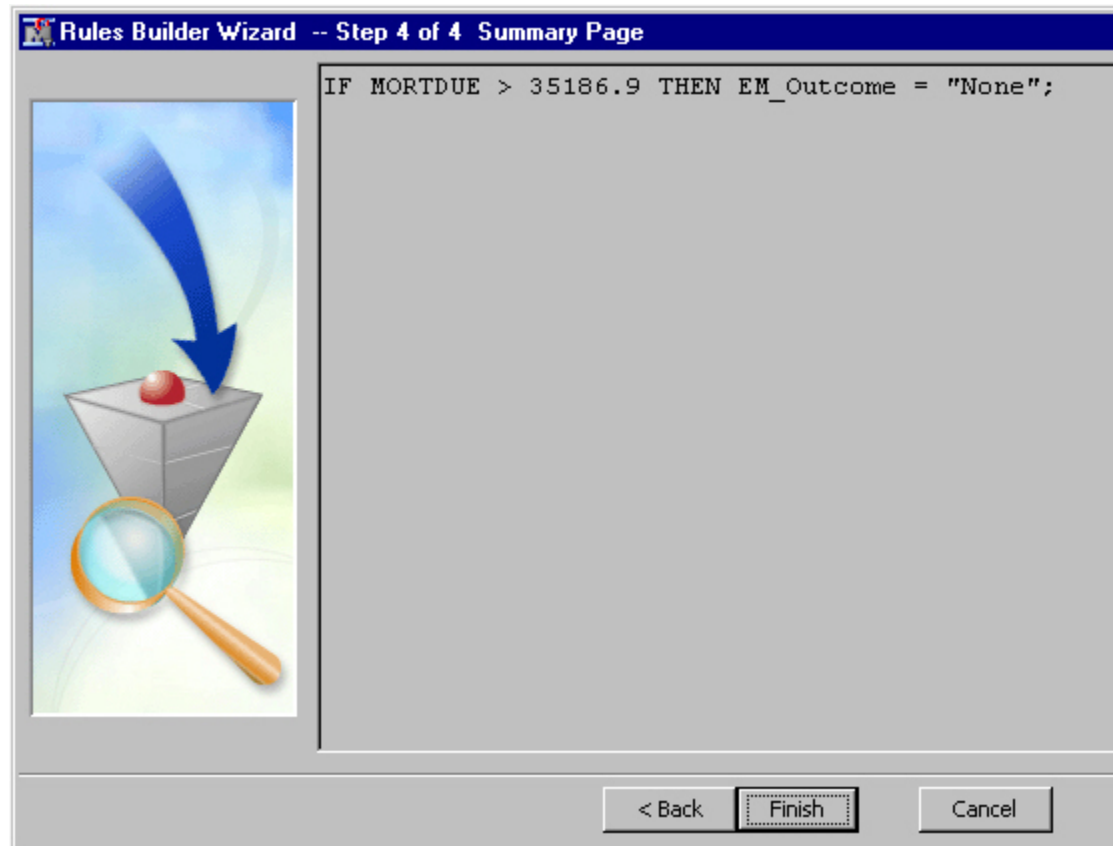 Rules Builder Wizard -- Step 4 of 4 Summary Page
IF MORTDUE > 35186.9 THEN EM_Outcome = "None";
< Back
Finish
Cancel